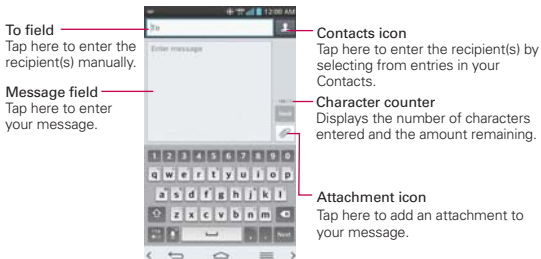 To field
Tap here to enter the
recipient(s) manually.
Message field
Tap here to enter
your message.
12:00 AM
To
Enter message
Send
1 2 3 4 5 6 7 8 9 0
q w e r t y u i o p
a s d f g h j k l
z x c v b n m
Next
Contacts icon
Tap here to enter the recipient(s) by
selecting from entries in your
Contacts.
Character counter
Displays the number of characters
entered and the amount remaining.
Attachment icon
Tap here to add an attachment to
your message.